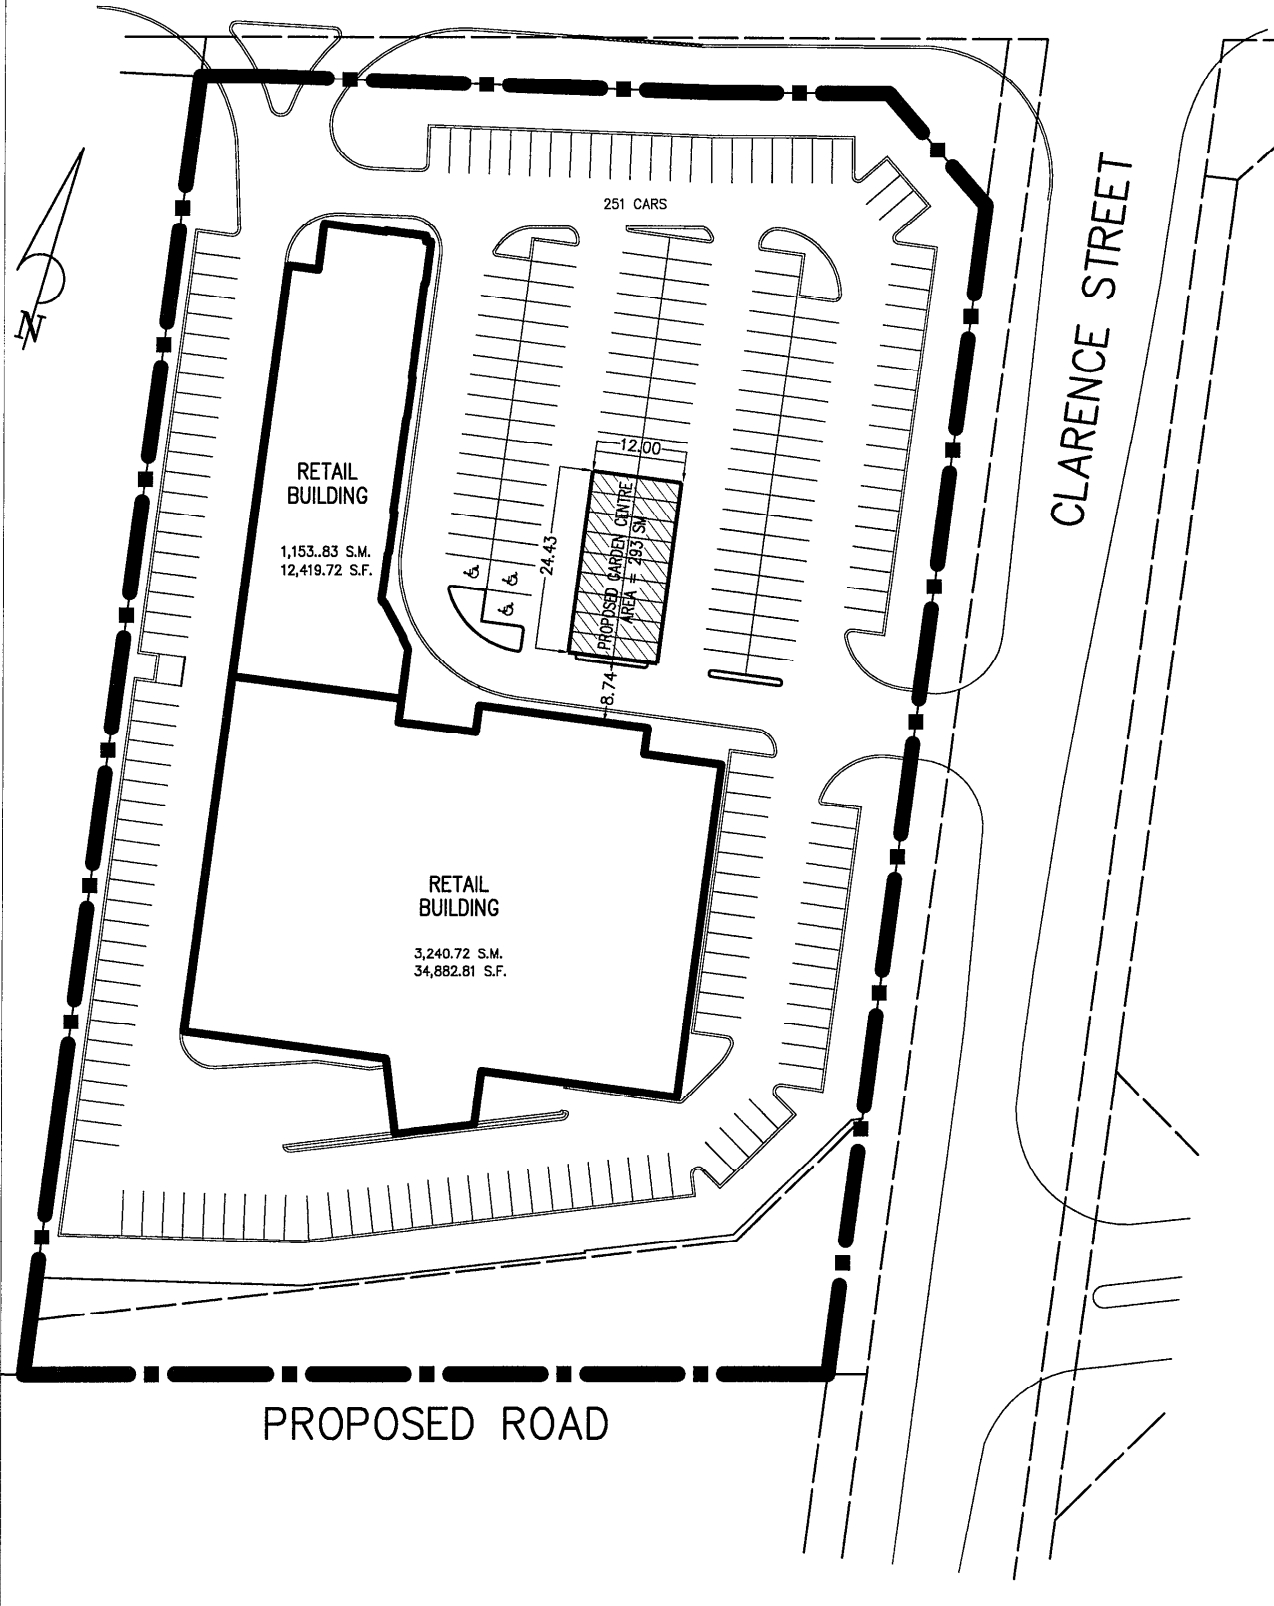 251 CARS
CLARENCE STREET
N
12.00
RETAIL
BUILDING
1,153..83 S.M.
12,419.72 S.F.
24.43
PROPOSED GARDEN CENTRE
AREA = 293 SM
8.74
RETAIL
BUILDING
3,240.72 S.M.
34,882.81 S.F.
PROPOSED ROAD